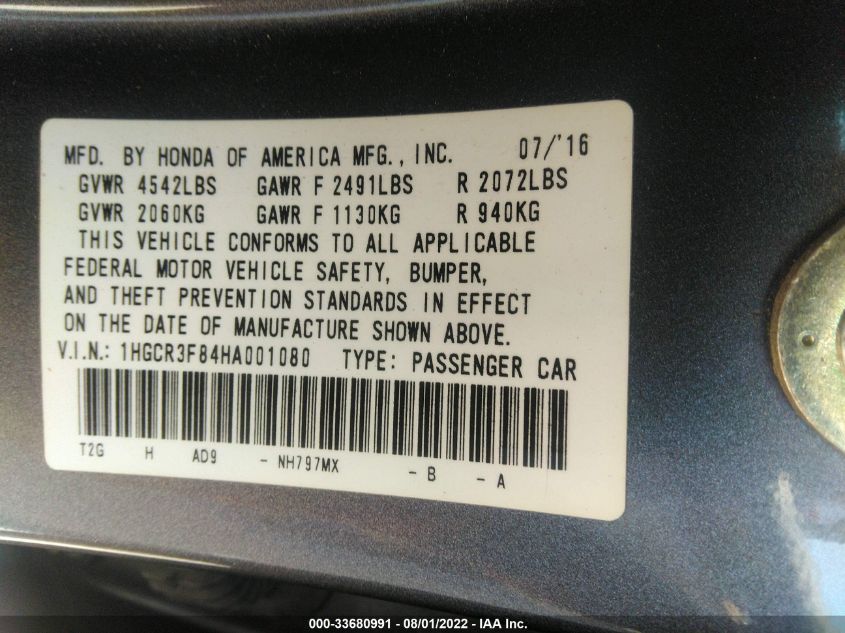 MFD. BY HONDA OF AMERICA MFG., INC. 07/'16
GVWR 4542LBS GAWR F 2491LBS R 2072LBS
GVWR 2060KG GAWR F 1130KG R 940KG
THIS VEHICLE CONFORMS TO ALL APPLICABLE
FEDERAL MOTOR VEHICLE SAFETY, BUMPER,
AND THEFT PREVENTION STANDARDS IN EFFECT
ON THE DATE OF MANUFACTURE SHOWN ABOVE.
V.I.N.: 1HGCR3F84HA001080 TYPE: PASSENGER CAR
T2G H AD9 - NH797MX - B - A
000-33680991 - 08/01/2022 - IAA Inc.